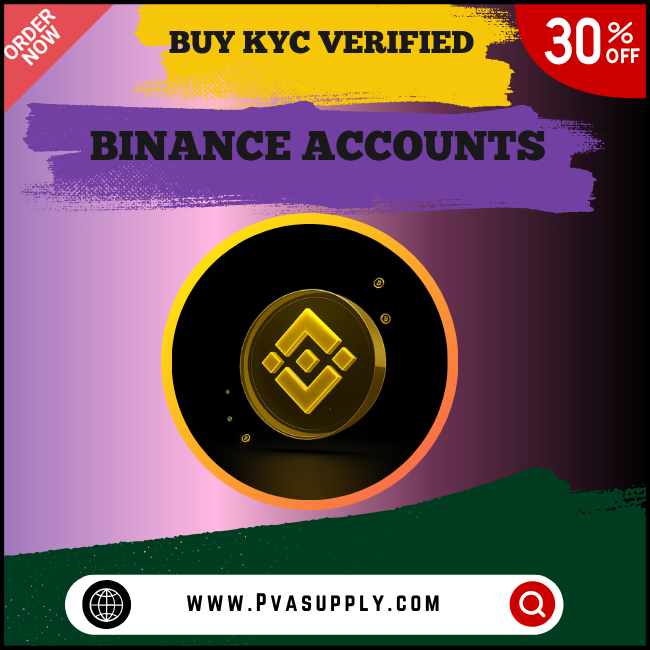 ORDER
NOW
BUY KYC VERIFIED
30% OFF
BINANCE ACCOUNTS
WWW.PVASUPPLY.COM